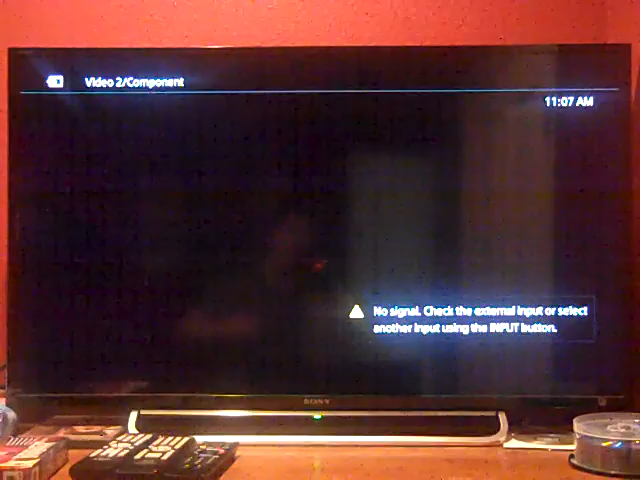 Video 2/Component
11:07 AM
No signal. Check the external input or select
another input using the INPUT button.
SONY